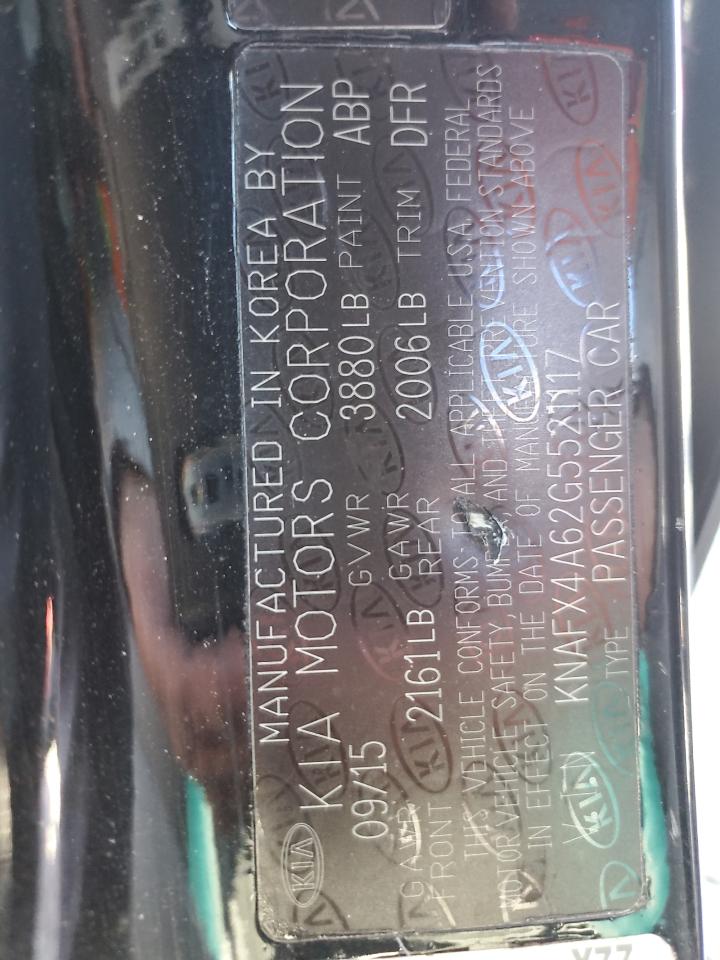 MANUFACTURED IN KOREA BY
KIA KIA MOTORS CORPORATION
09/15 GVWR 3880LB PAINT ABP
GAWR FRONT 2161LB GAWR REAR 2006LB TRIM DFR
THIS VEHICLE CONFORMS TO ALL APPLICABLE U.S.A. FEDERAL
MOTOR VEHICLE SAFETY, BUMPER, AND THEFT PREVENTION STANDARDS
IN EFFECT ON THE DATE OF MANUFACTURE SHOWN ABOVE
KNAFX4A62G5521117
TYPE PASSENGER CAR